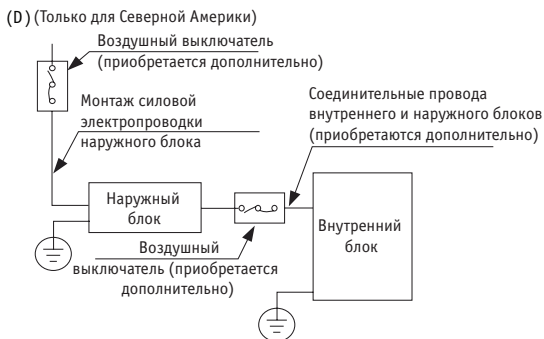 (D) (Только для Северной Америки)
Воздушный выключатель
(приобретается дополнительно)
Монтаж силовой
электропроводки
наружного блока
Соединительные провода
внутреннего и наружного блоков
(приобретаются дополнительно)
Наружный
блок
Внутренний
блок
Воздушный
выключатель (приобретается
дополнительно)